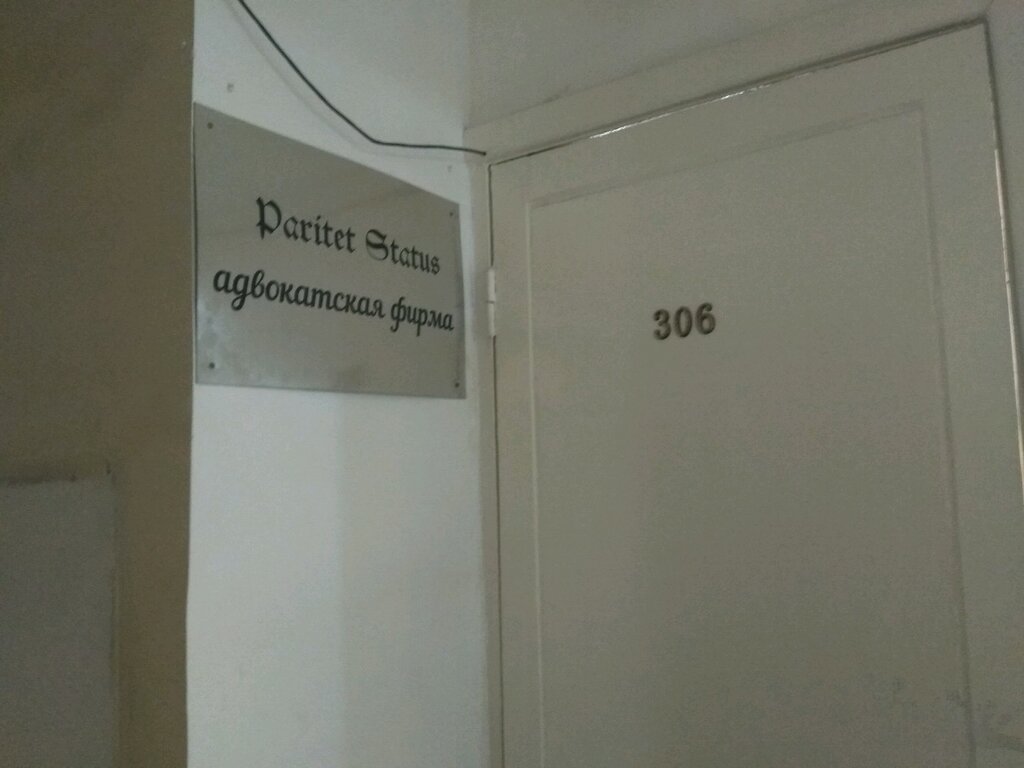 Paritet Status
адвокатская фирма
306